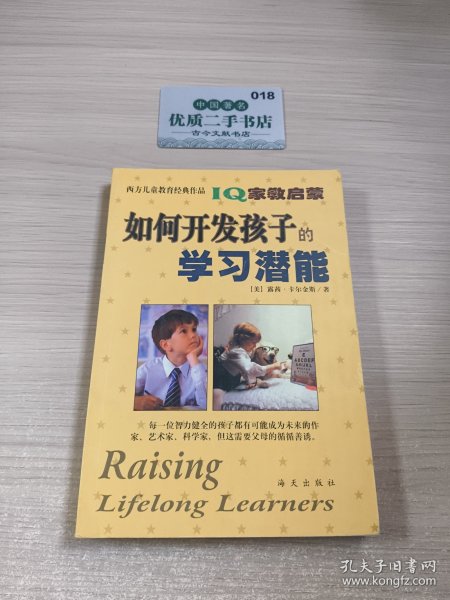 018
中国著名
优质二手书店
古今文献书店
西方儿童教育经典作品 IQ家教启蒙
如何开发孩子的
学习潜能
[美] 露茜·卡尔金斯/著
每一位智力健全的孩子都有可能成为未来的作
家、艺术家、科学家,但这需要父母的循循善诱。
Raising
海天出版社
Lifelong Learners
孔夫子旧书网
www.kongfz.com